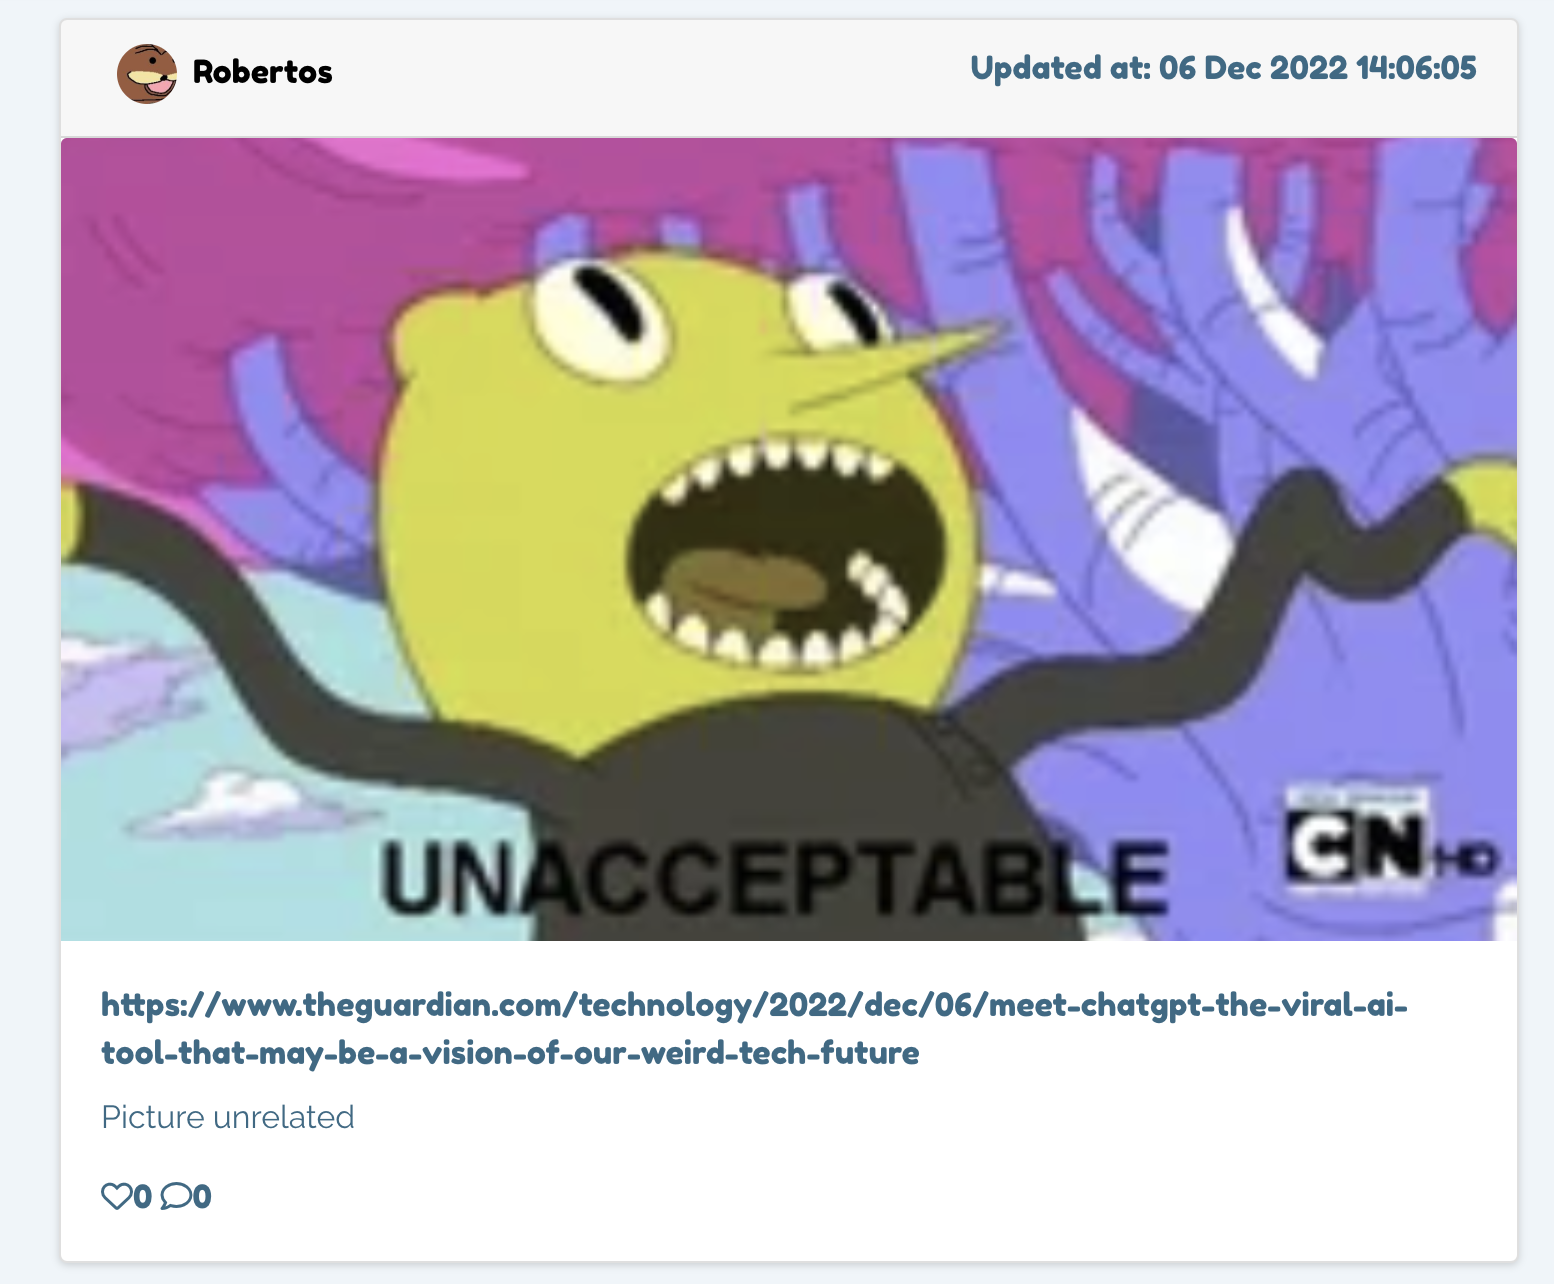 Robertos
Updated at: 06 Dec 2022 14:06:05
UNACCEPTABLE
CN HD
https://www.theguardian.com/technology/2022/dec/06/meet-chatgpt-the-viral-ai-
tool-that-may-be-a-vision-of-our-weird-tech-future
Picture unrelated
0 0